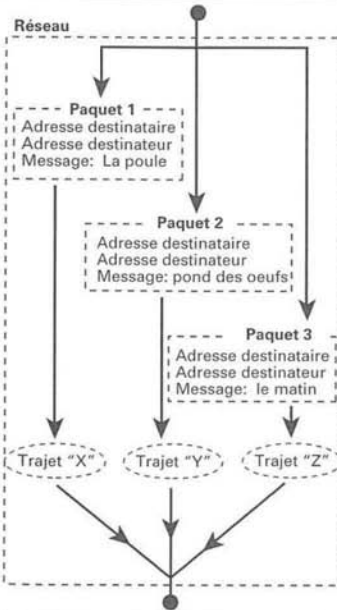 Réseau
Paquet 1
Adresse destinataire
Adresse destinateur
Message: La poule
Paquet 2
Adresse destinataire
Adresse destinateur
Message: pond des oeufs
Paquet 3
Adresse destinataire
Adresse destinateur
Message: le matin
Trajet "X"
Trajet "Y"
Trajet "Z"